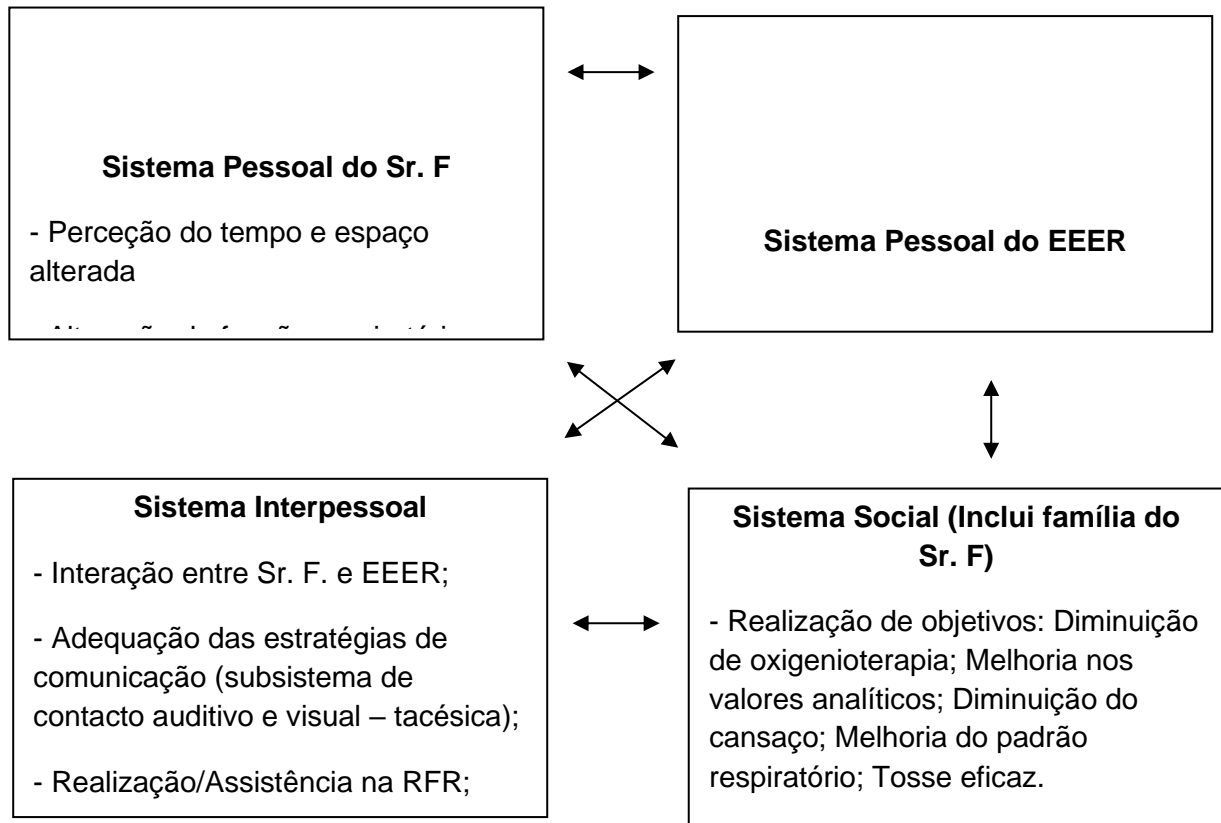 Sistema Pessoal do Sr. F
- Perceção do tempo e espaço
alterada
Sistema Pessoal do EEER
Sistema Interpessoal
- Interação entre Sr. F. e EEER;
- Adequação das estratégias de
comunicação (subsistema de
contacto auditivo e visual – tacésica);
- Realização/Assistência na RFR;
Sistema Social (Inclui família do
Sr. F)
- Realização de objetivos: Diminuição
de oxigenioterapia; Melhoria nos
valores analíticos; Diminuição do
cansaço; Melhoria do padrão
respiratório; Tosse eficaz.